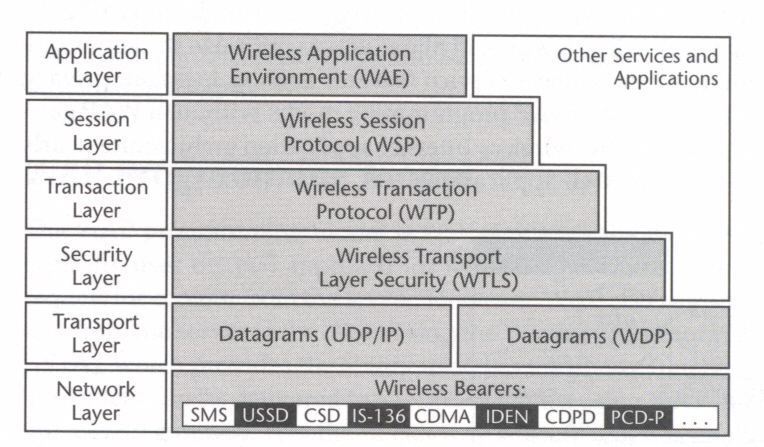 Application
Layer
Wireless Application
Environment (WAE)
Other Services and
Applications
Session
Layer
Wireless Session
Protocol (WSP)
Transaction
Layer
Wireless Transaction
Protocol (WTP)
Security
Layer
Wireless Transport
Layer Security (WTLS)
Transport
Layer
Datagrams (UDP/IP)
Datagrams (WDP)
Network
Layer
Wireless Bearers:
SMS USSD CSD IS-136 CDMA IDEN CDPD PCD-P ...